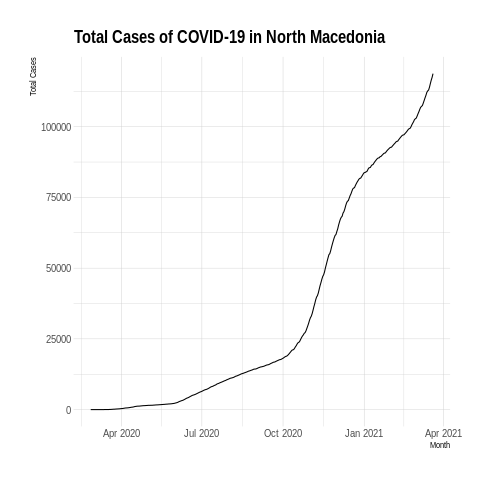 Total Cases of COVID-19 in North Macedonia
Total Cases
100000
75000
50000
25000
0
Apr 2020 Jul 2020 Oct 2020 Jan 2021 Apr 2021
Month